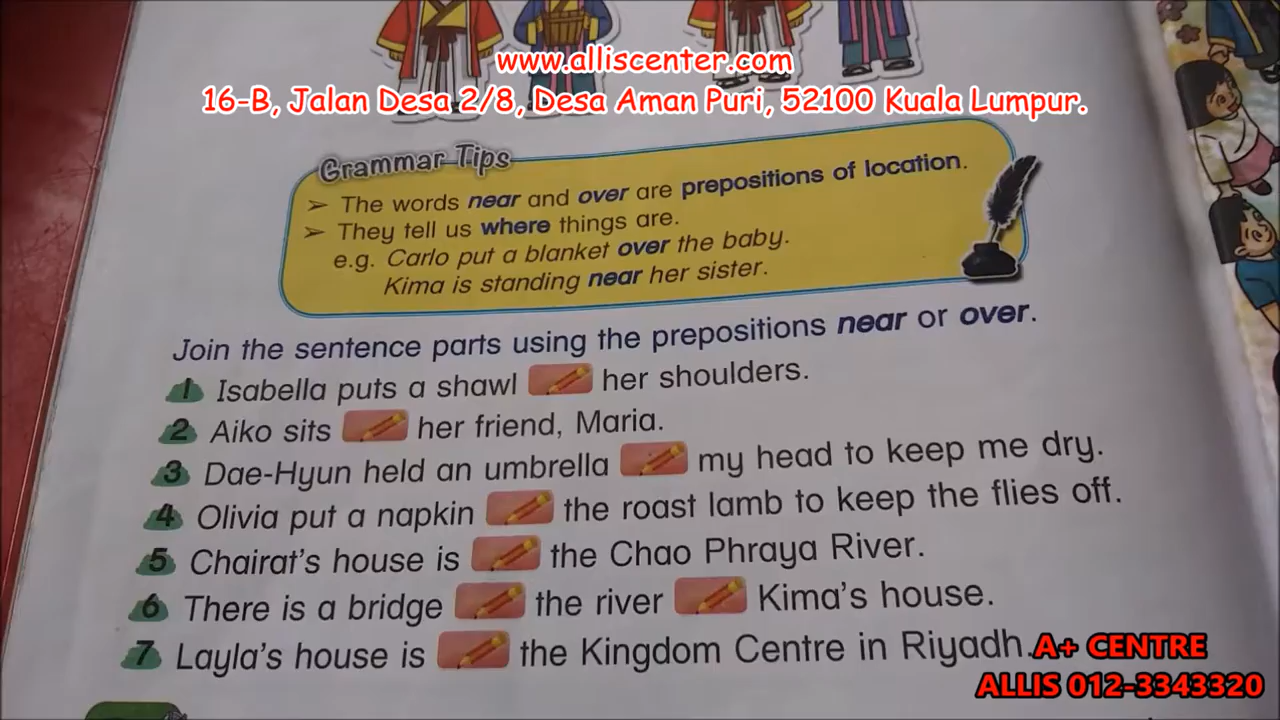 www.alliscenter.com
16-B, Jalan Desa 2/8, Desa Aman Puri, 52100 Kuala Lumpur.
Grammar Tips
➢ The words near and over are prepositions of location.
➢ They tell us where things are.
e.g. Carlo put a blanket over the baby.
Kima is standing near her sister.
Join the sentence parts using the prepositions near or over.
1 Isabella puts a shawl her shoulders.
2 Aiko sits her friend, Maria.
3 Dae-Hyun held an umbrella my head to keep me dry.
4 Olivia put a napkin the roast lamb to keep the flies off.
5 Chairat's house is the Chao Phraya River.
6 There is a bridge the river Kima's house.
7 Layla's house is the Kingdom Centre in Riyadh.
A+ CENTRE
ALLIS 012-3343320